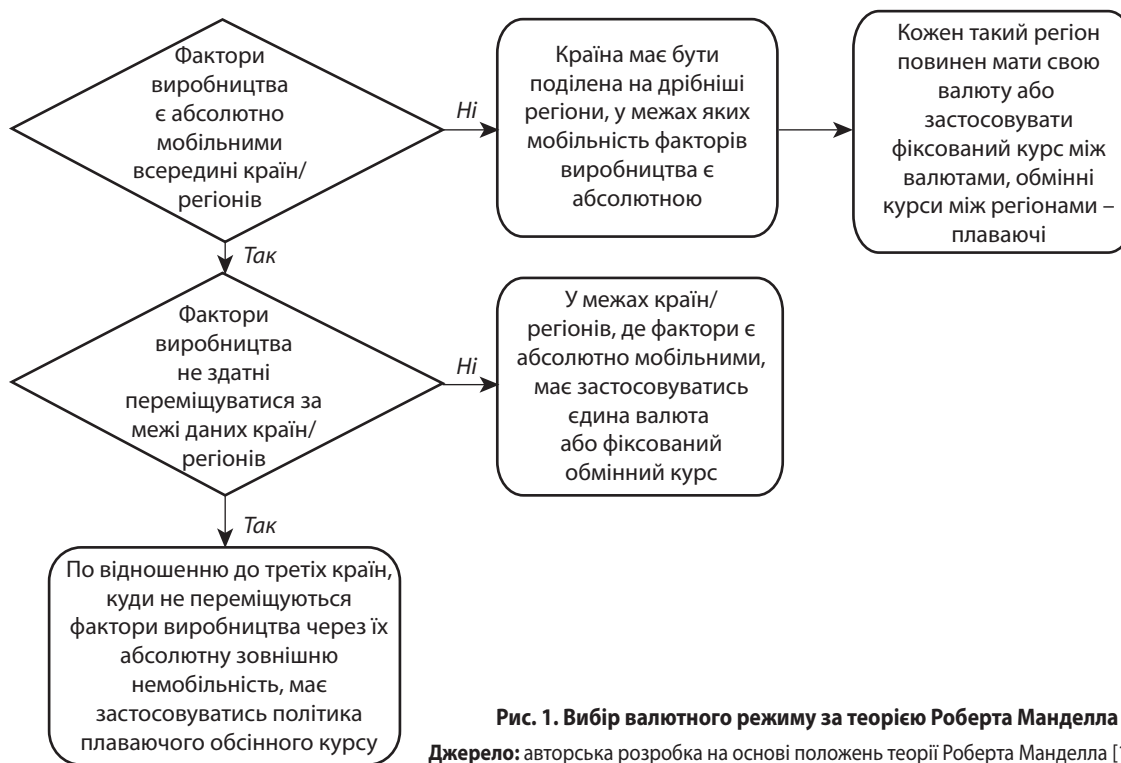 Фактори
виробництва
є абсолютно
мобільними
всередині країн/
регіонів
Ні
Країна має бути
поділена на дрібніші
регіони, у межах яких
мобільність факторів
виробництва є
абсолютною
Кожен такий регіон
повинен мати свою
валюту або
застосовувати
фіксований курс між
валютами, обмінні
курси між регіонами –
плаваючі
Так
Фактори
виробництва
не здатні
переміщуватися за
межі даних країн/
регіонів
Ні
У межах країн/
регіонів, де фактори є
абсолютно мобільними,
має застосовуватись
єдина валюта
або фіксований
обмінний курс
Так
По відношенню до третіх країн,
куди не переміщуються
фактори виробництва через їх
абсолютну зовнішню
немобільність, має
застосовуватись політика
плаваючого обсінного курсу
Рис. 1. Вибір валютного режиму за теорією Роберта Манделла
Джерело: авторська розробка на основі положень теорії Роберта Манделла [1